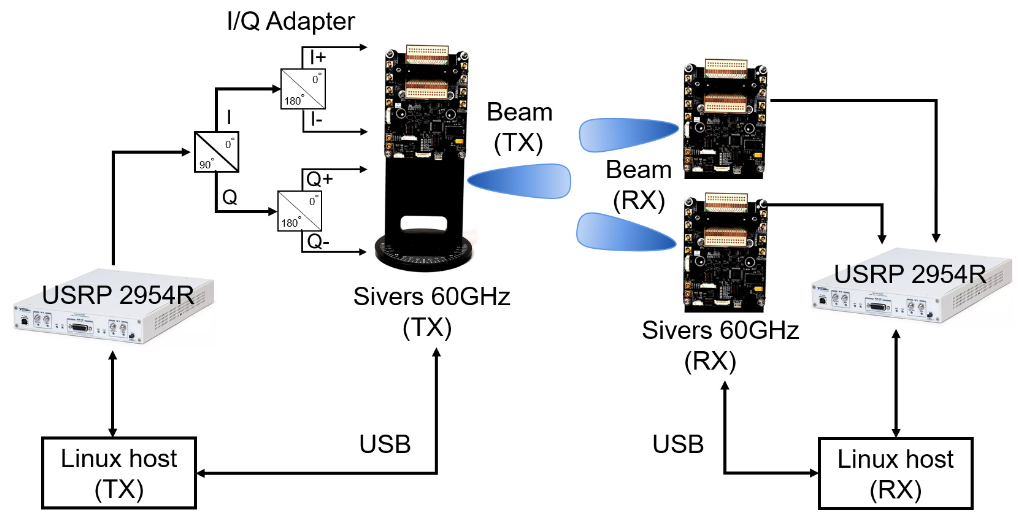 I/Q Adapter
I+
0°
180°
I-
I
0°
90°
Q
Q+
0°
180°
Q-
Beam
(TX)
Beam
(RX)
Sivers 60GHz
(TX)
Sivers 60GHz
(RX)
USRP 2954R
USRP 2954R
USB
USB
Linux host
(TX)
Linux host
(RX)